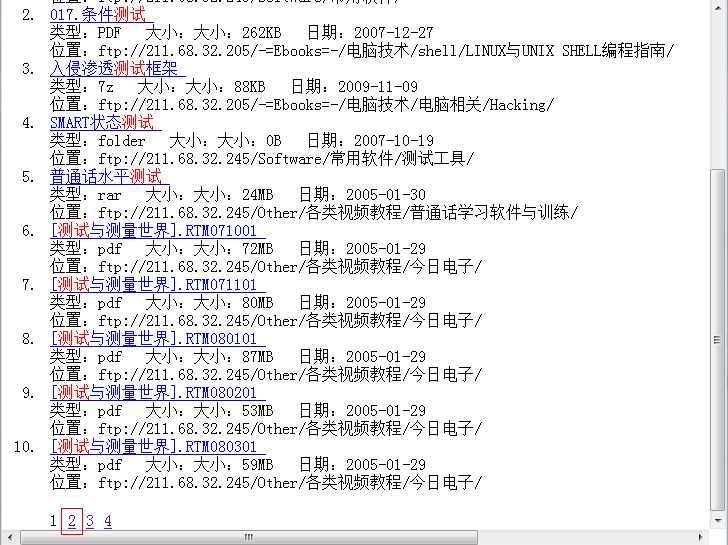 2. 017.条件测试
类型: PDF 大小: 大小: 262KB 日期: 2007-12-27
位置: ftp://211.68.32.205/-=Ebooks=-/电脑技术/shell/LINUX与UNIX SHELL编程指南/
3. 入侵渗透测试框架
类型: 7z 大小: 大小: 88KB 日期: 2009-11-09
位置: ftp://211.68.32.205/-=Ebooks=-/电脑技术/电脑相关/Hacking/
4. SMART状态测试
类型: folder 大小: 大小: 0B 日期: 2007-10-19
位置: ftp://211.68.32.245/Software/常用软件/测试工具/
5. 普通话水平测试
类型: rar 大小: 大小: 24MB 日期: 2005-01-30
位置: ftp://211.68.32.245/Other/各类视频教程/普通话学习软件与训练/
6. [测试与测量世界].RTM071001
类型: pdf 大小: 大小: 72MB 日期: 2005-01-29
位置: ftp://211.68.32.245/Other/各类视频教程/今日电子/
7. [测试与测量世界].RTM071101
类型: pdf 大小: 大小: 80MB 日期: 2005-01-29
位置: ftp://211.68.32.245/Other/各类视频教程/今日电子/
8. [测试与测量世界].RTM080101
类型: pdf 大小: 大小: 87MB 日期: 2005-01-29
位置: ftp://211.68.32.245/Other/各类视频教程/今日电子/
9. [测试与测量世界].RTM080201
类型: pdf 大小: 大小: 53MB 日期: 2005-01-29
位置: ftp://211.68.32.245/Other/各类视频教程/今日电子/
10. [测试与测量世界].RTM080301
类型: pdf 大小: 大小: 59MB 日期: 2005-01-29
位置: ftp://211.68.32.245/Other/各类视频教程/今日电子/
1 2 3 4